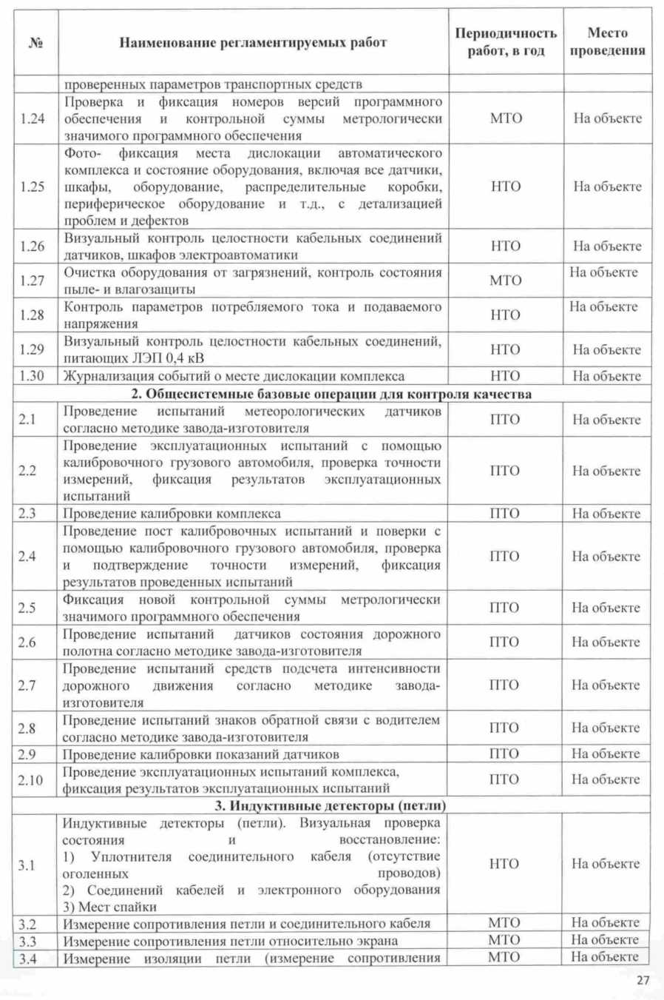 №
Наименование регламентируемых работ
Периодичность
работ, в год
Место
проведения
проверенных параметров транспортных средств
1.24
Проверка и фиксация номеров версий программного
обеспечения и контрольной суммы метрологически
значимого программного обеспечения
МТО
На объекте
1.25
Фото- фиксация места дислокации автоматического
комплекса и состояние оборудования, включая все датчики,
шкафы, оборудование, распределительные коробки,
периферическое оборудование и т.д., с детализацией
проблем и дефектов
НТО
На объекте
1.26
Визуальный контроль целостности кабельных соединений
датчиков, шкафов электроавтоматики
НТО
На объекте
1.27
Очистка оборудования от загрязнений, контроль состояния
пыле- и влагозащиты
МТО
На объекте
1.28
Контроль параметров потребляемого тока и подаваемого
напряжения
НТО
На объекте
1.29
Визуальный контроль целостности кабельных соединений,
питающих ЛЭП 0,4 кВ
НТО
На объекте
1.30
Журнализация событий о месте дислокации комплекса
НТО
На объекте
2. Общесистемные базовые операции для контроля качества
2.1
Проведение испытаний метеорологических датчиков
согласно методике завода-изготовителя
ПТО
На объекте
2.2
Проведение эксплуатационных испытаний с помощью
калибровочного грузового автомобиля, проверка точности
измерений, фиксация результатов эксплуатационных
испытаний
ПТО
На объекте
2.3
Проведение калибровки комплекса
ПТО
На объекте
2.4
Проведение пост калибровочных испытаний и поверки с
помощью калибровочного грузового автомобиля, проверка
и подтверждение точности измерений, фиксация
результатов проведенных испытаний
ПТО
На объекте
2.5
Фиксация новой контрольной суммы метрологически
значимого программного обеспечения
ПТО
На объекте
2.6
Проведение испытаний датчиков состояния дорожного
полотна согласно методике завода-изготовителя
ПТО
На объекте
2.7
Проведение испытаний средств подсчета интенсивности
дорожного движения согласно методике завода-
изготовителя
ПТО
На объекте
2.8
Проведение испытаний знаков обратной связи с водителем
согласно методике завода-изготовителя
ПТО
На объекте
2.9
Проведение калибровки показаний датчиков
ПТО
На объекте
2.10
Проведение эксплуатационных испытаний комплекса,
фиксация результатов эксплуатационных испытаний
ПТО
На объекте
3. Индуктивные детекторы (петли)
3.1
Индуктивные детекторы (петли). Визуальная проверка
состояния и восстановление:
1) Уплотнителя соединительного кабеля (отсутствие
оголенных проводов)
2) Соединений кабелей и электронного оборудования
3) Мест спайки
НТО
На объекте
3.2
Измерение сопротивления петли и соединительного кабеля
МТО
На объекте
3.3
Измерение сопротивления петли относительно экрана
МТО
На объекте
3.4
Измерение изоляции петли (измерение сопротивления
МТО
На объекте
27